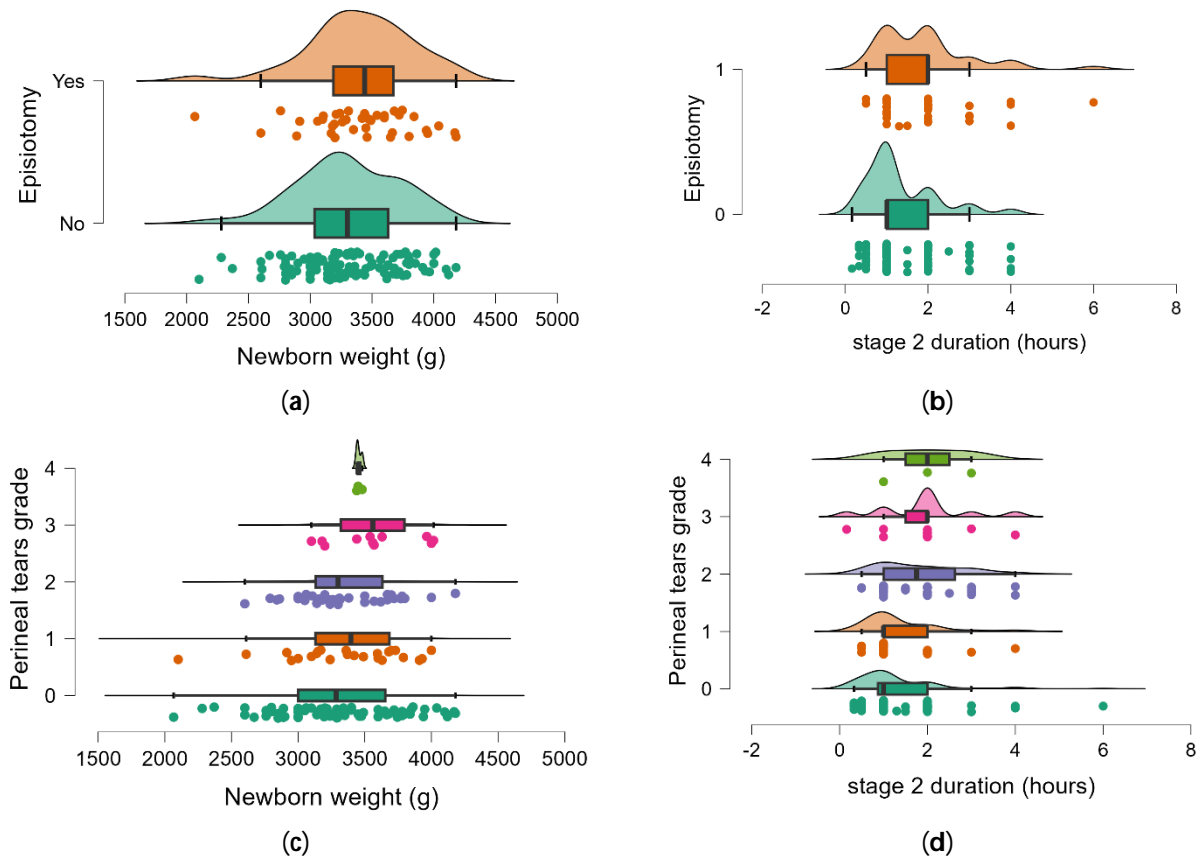 Episiotomy
Yes
No
1500 2000 2500 3000 3500 4000 4500 5000
Newborn weight (g)
(a)
Episiotomy
1
0
-2 0 2 4 6 8
stage 2 duration (hours)
(b)
Perineal tears grade
4
3
2
1
0
1500 2000 2500 3000 3500 4000 4500 5000
Newborn weight (g)
(c)
Perineal tears grade
4
3
2
1
0
-2 0 2 4 6 8
stage 2 duration (hours)
(d)